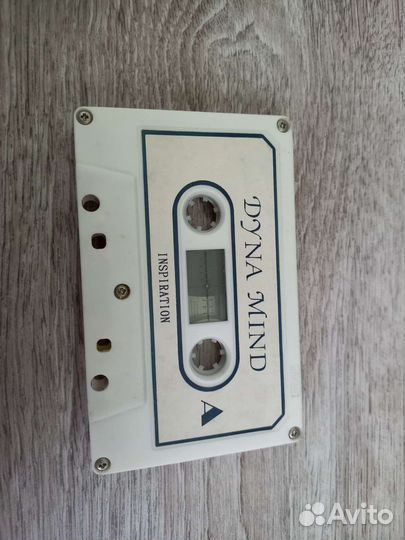 DYNA MIND
INSPIRATION
A
Avito